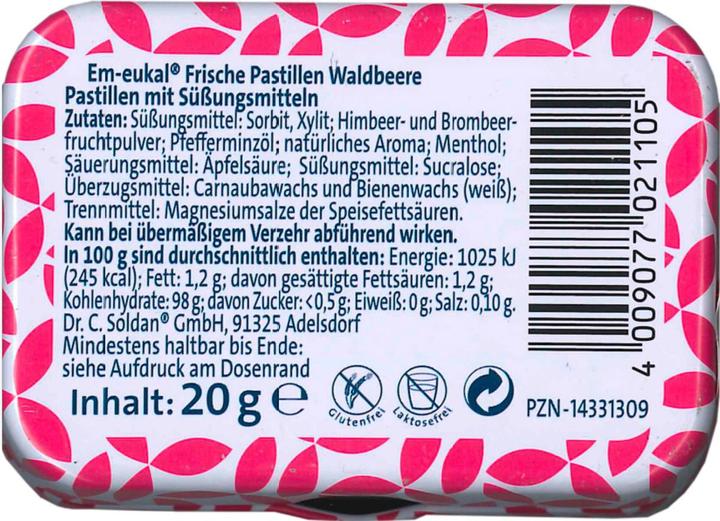 Em-eukal® Frische Pastillen Waldbeere
Pastillen mit Süßungsmitteln
Zutaten: Süßungsmittel: Sorbit, Xylit; Himbeer- und Brombeer-
fruchtpulver; Pfefferminzöl; natürliches Aroma; Menthol;
Säuerungsmittel: Äpfelsäure; Süßungsmittel: Sucralose;
Überzugsmittel: Carnaubawachs und Bienenwachs (weiß);
Trennmittel: Magnesiumsalze der Speisefettsäuren.
Kann bei übermäßigem Verzehr abführend wirken.
In 100 g sind durchschnittlich enthalten: Energie: 1025 kJ
(245 kcal); Fett: 1,2 g; davon gesättigte Fettsäuren: 1,2 g;
Kohlenhydrate: 98 g; davon Zucker: <0,5 g; Eiweiß: 0 g; Salz: 0,10 g.
Dr. C. Soldan® GmbH, 91325 Adelsdorf
Mindestens haltbar bis Ende:
siehe Aufdruck am Dosenrand
Inhalt: 20 g ℮
Glutenfrei
Laktosefrei
4 009077 021105
PZN-14331309